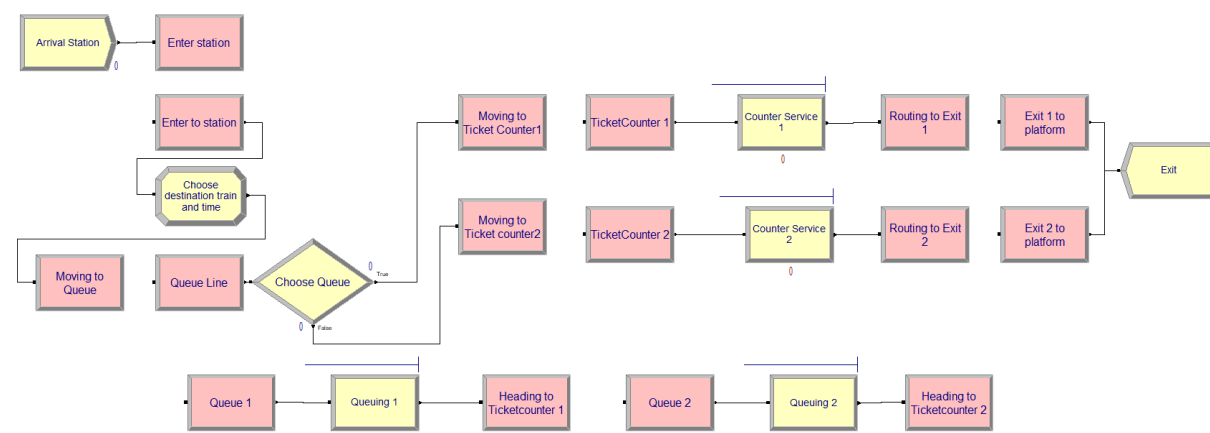 Arrival Station
0
Enter station
Enter to station
Choose
destination train
and time
Moving to
Queue
Queue Line
Choose Queue
0
True
0
False
Moving to
Ticket Counter1
Moving to
Ticket counter2
TicketCounter 1
Counter Service
1
0
Routing to Exit
1
Exit 1 to
platform
TicketCounter 2
Counter Service
2
0
Routing to Exit
2
Exit 2 to
platform
Exit
Queue 1
Queuing 1
Heading to
Ticketcounter 1
Queue 2
Queuing 2
Heading to
Ticketcounter 2